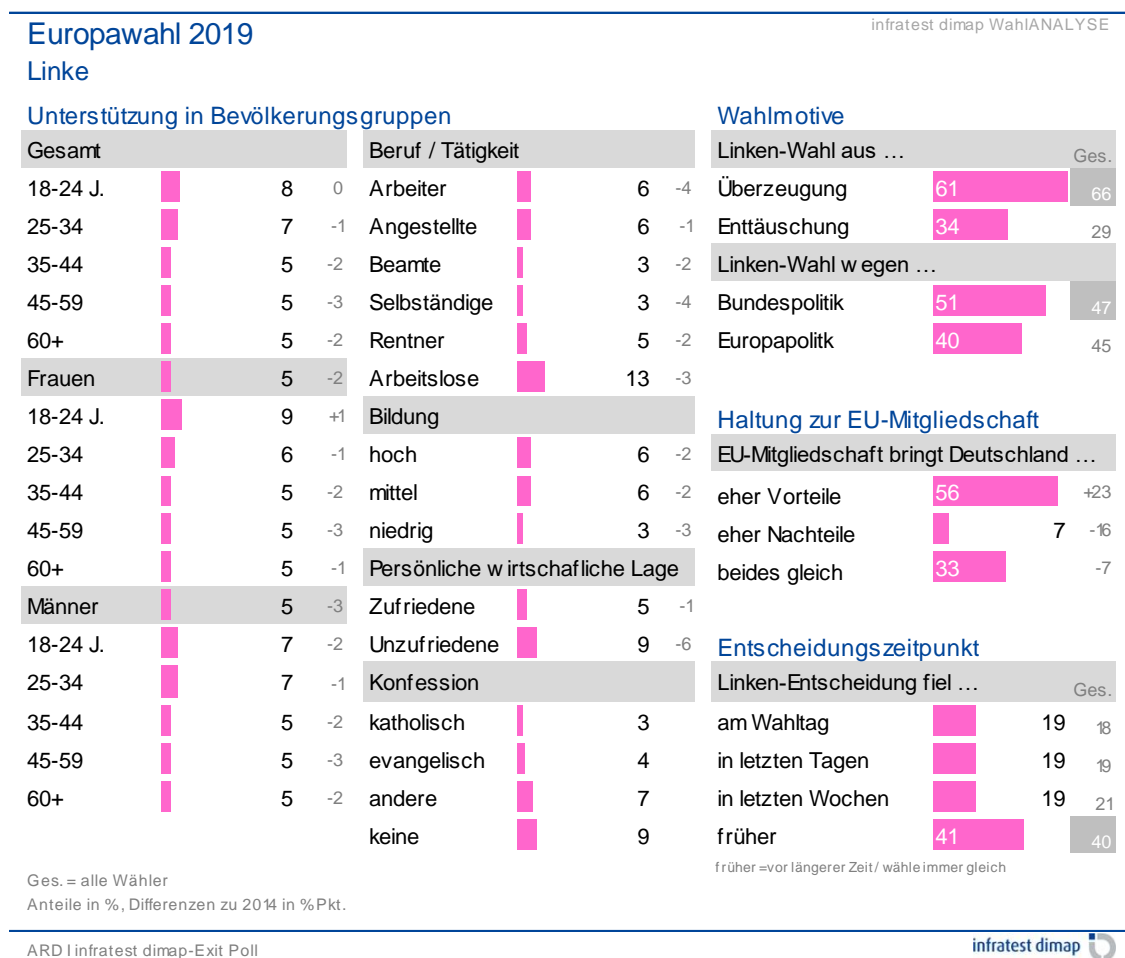 infratest dimap WahlANALYSE
Europawahl 2019
Linke
Unterstützung in Bevölkerungsgruppen
Gesamt
18-24 J. 8 0
25-34 7 -1
35-44 5 -2
45-59 5 -3
60+ 5 -2
Frauen 5 -2
18-24 J. 9 +1
25-34 6 -1
35-44 5 -2
45-59 5 -3
60+ 5 -1
Männer 5 -3
18-24 J. 7 -2
25-34 7 -1
35-44 5 -2
45-59 5 -3
60+ 5 -2
Beruf / Tätigkeit
Arbeiter 6 -4
Angestellte 6 -1
Beamte 3 -2
Selbständige 3 -4
Rentner 5 -2
Arbeitslose 13 -3
Bildung
hoch 6 -2
mittel 6 -2
niedrig 3 -3
Persönliche wirtschafliche Lage
Zufriedene 5 -1
Unzufriedene 9 -6
Konfession
katholisch 3
evangelisch 4
andere 7
keine 9
Wahlmotive
Linken-Wahl aus … Ges.
Überzeugung 61 66
Enttäuschung 34 29
Linken-Wahl wegen …
Bundespolitik 51 47
Europapolitk 40 45
Haltung zur EU-Mitgliedschaft
EU-Mitgliedschaft bringt Deutschland …
eher Vorteile 56 +23
eher Nachteile 7 -16
beides gleich 33 -7
Entscheidungszeitpunkt
Linken-Entscheidung fiel … Ges.
am Wahltag 19 18
in letzten Tagen 19 19
in letzten Wochen 19 21
früher 41 40
früher =vor längerer Zeit / wähle immer gleich
Ges. = alle Wähler
Anteile in %, Differenzen zu 2014 in %Pkt.
ARD I infratest dimap-Exit Poll
infratest dimap